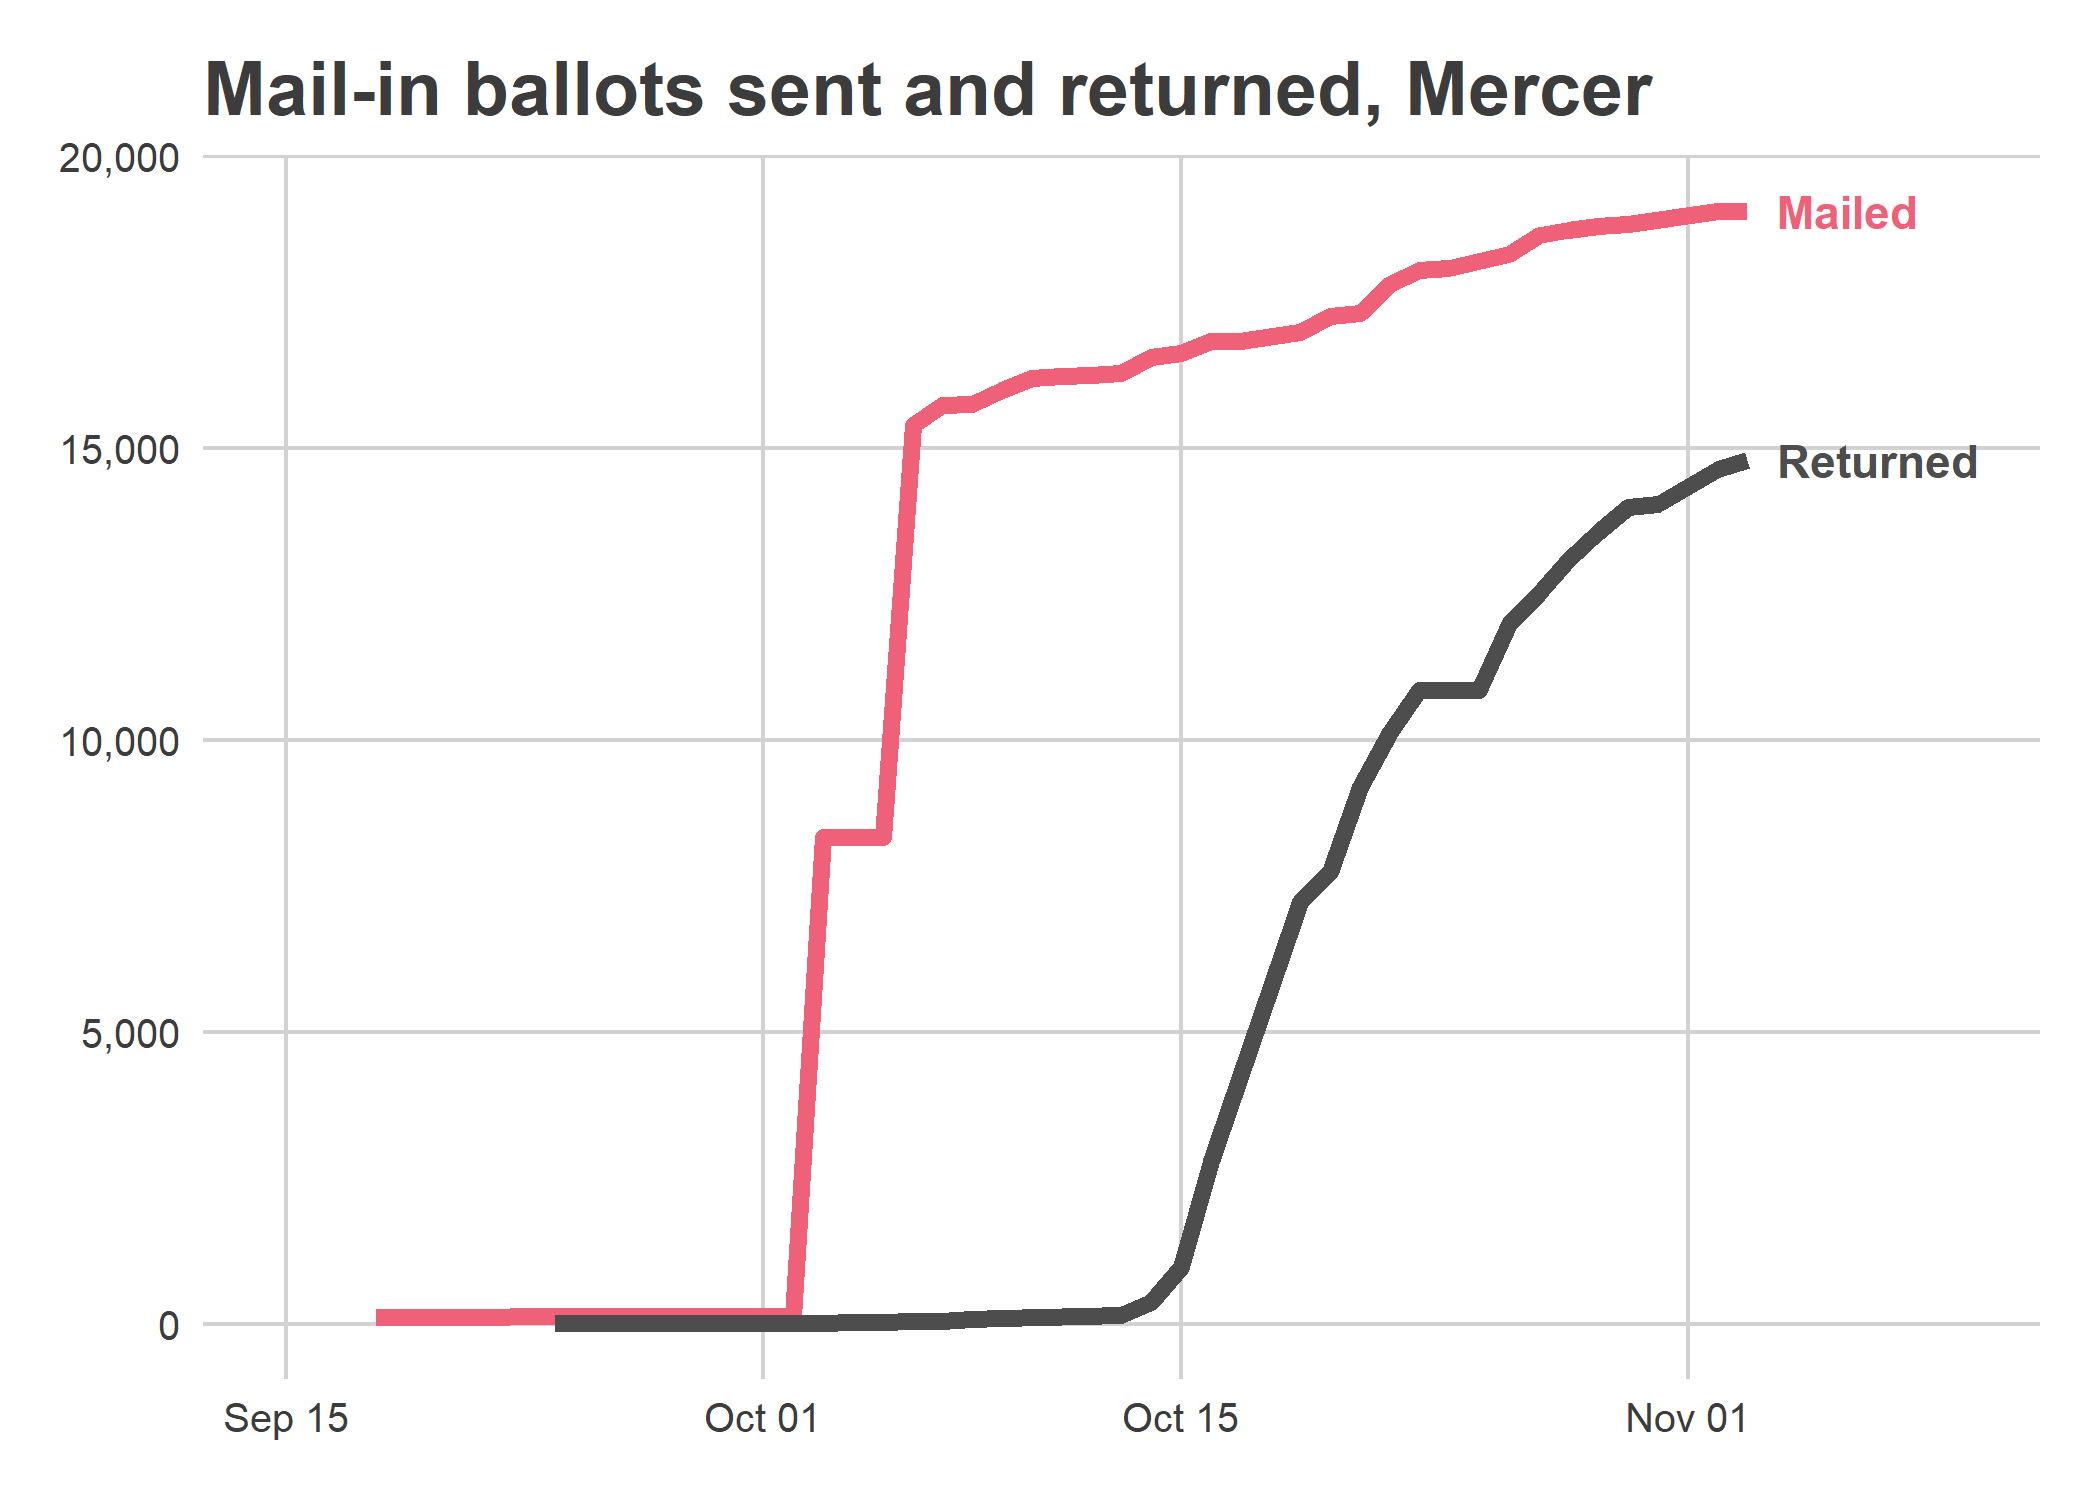 Mail-in ballots sent and returned, Mercer
20,000
Mailed
15,000
Returned
10,000
5,000
0
Sep 15
Oct 01
Oct 15
Nov 01